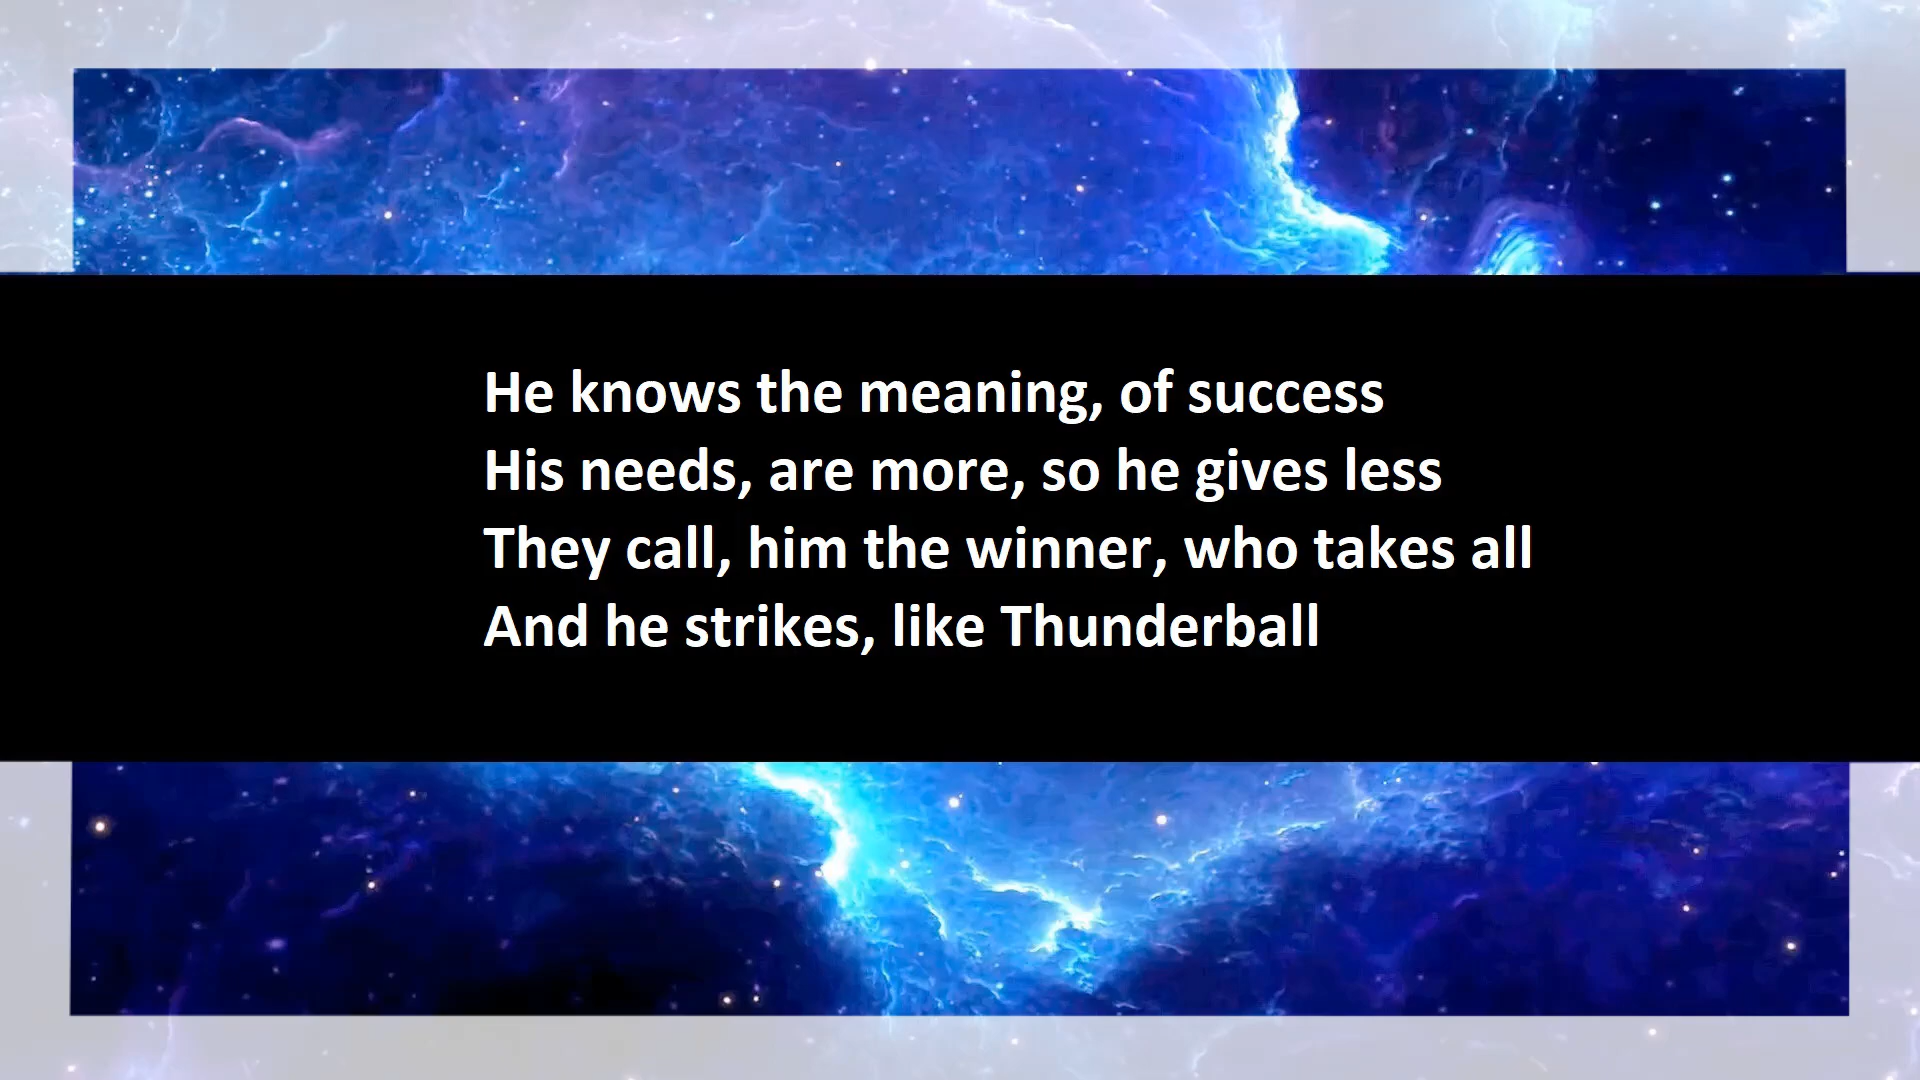 He knows the meaning, of success
His needs, are more, so he gives less
They call, him the winner, who takes all
And he strikes, like Thunderball